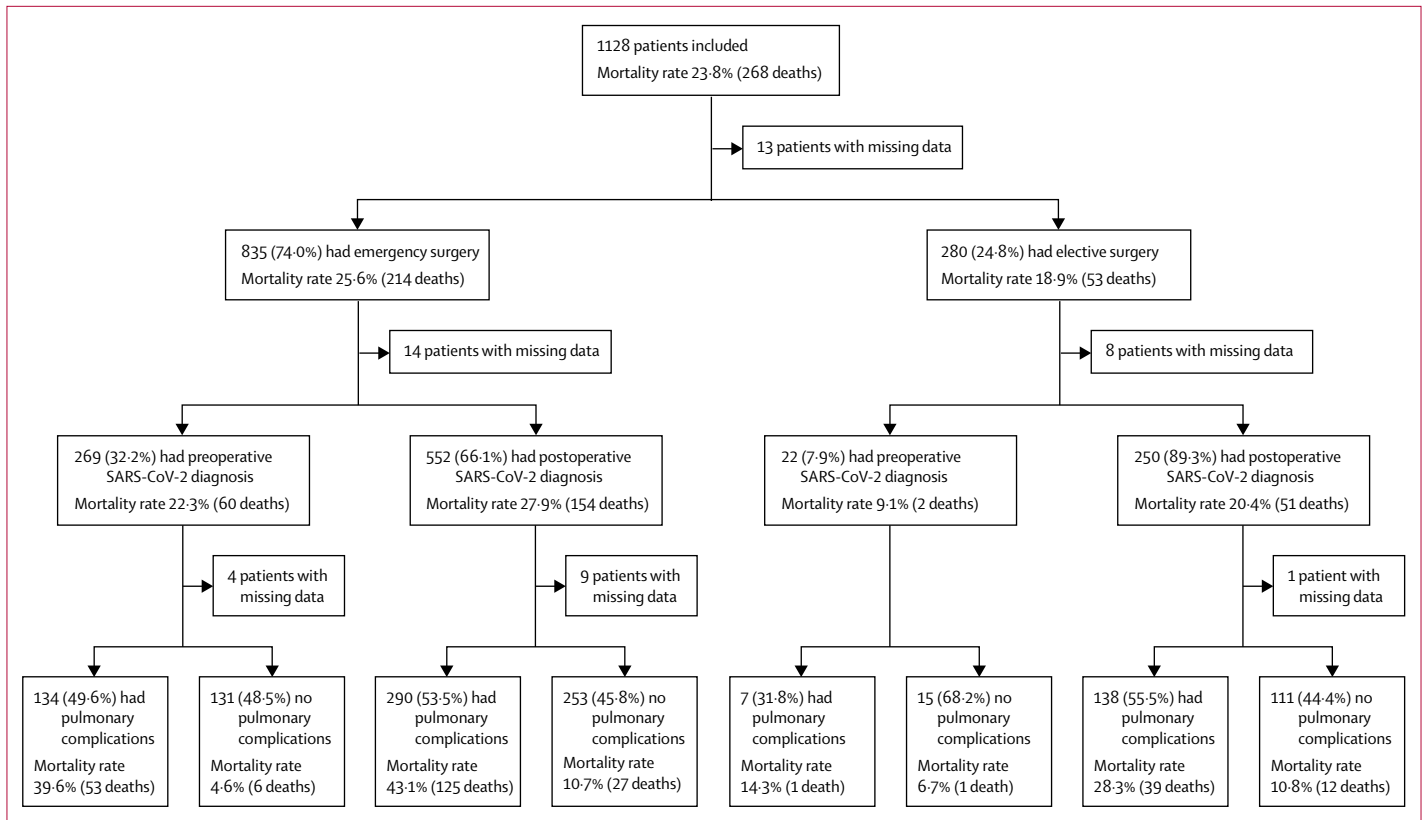 1128 patients included
Mortality rate 23·8% (268 deaths)
13 patients with missing data
835 (74·0%) had emergency surgery
Mortality rate 25·6% (214 deaths)
280 (24·8%) had elective surgery
Mortality rate 18·9% (53 deaths)
14 patients with missing data
8 patients with missing data
269 (32·2%) had preoperative
SARS-CoV-2 diagnosis
Mortality rate 22·3% (60 deaths)
552 (66·1%) had postoperative
SARS-CoV-2 diagnosis
Mortality rate 27·9% (154 deaths)
22 (7·9%) had preoperative
SARS-CoV-2 diagnosis
Mortality rate 9·1% (2 deaths)
250 (89·3%) had postoperative
SARS-CoV-2 diagnosis
Mortality rate 20·4% (51 deaths)
4 patients with
missing data
9 patients with
missing data
1 patient with
missing data
134 (49·6%) had
pulmonary
complications
Mortality rate
39·6% (53 deaths)
131 (48·5%) no
pulmonary
complications
Mortality rate
4·6% (6 deaths)
290 (53·5%) had
pulmonary
complications
Mortality rate
43·1% (125 deaths)
253 (45·8%) no
pulmonary
complications
Mortality rate
10·7% (27 deaths)
7 (31·8%) had
pulmonary
complications
Mortality rate
14·3% (1 death)
15 (68·2%) no
pulmonary
complications
Mortality rate
6·7% (1 death)
138 (55·5%) had
pulmonary
complications
Mortality rate
28·3% (39 deaths)
111 (44·4%) no
pulmonary
complications
Mortality rate
10·8% (12 deaths)